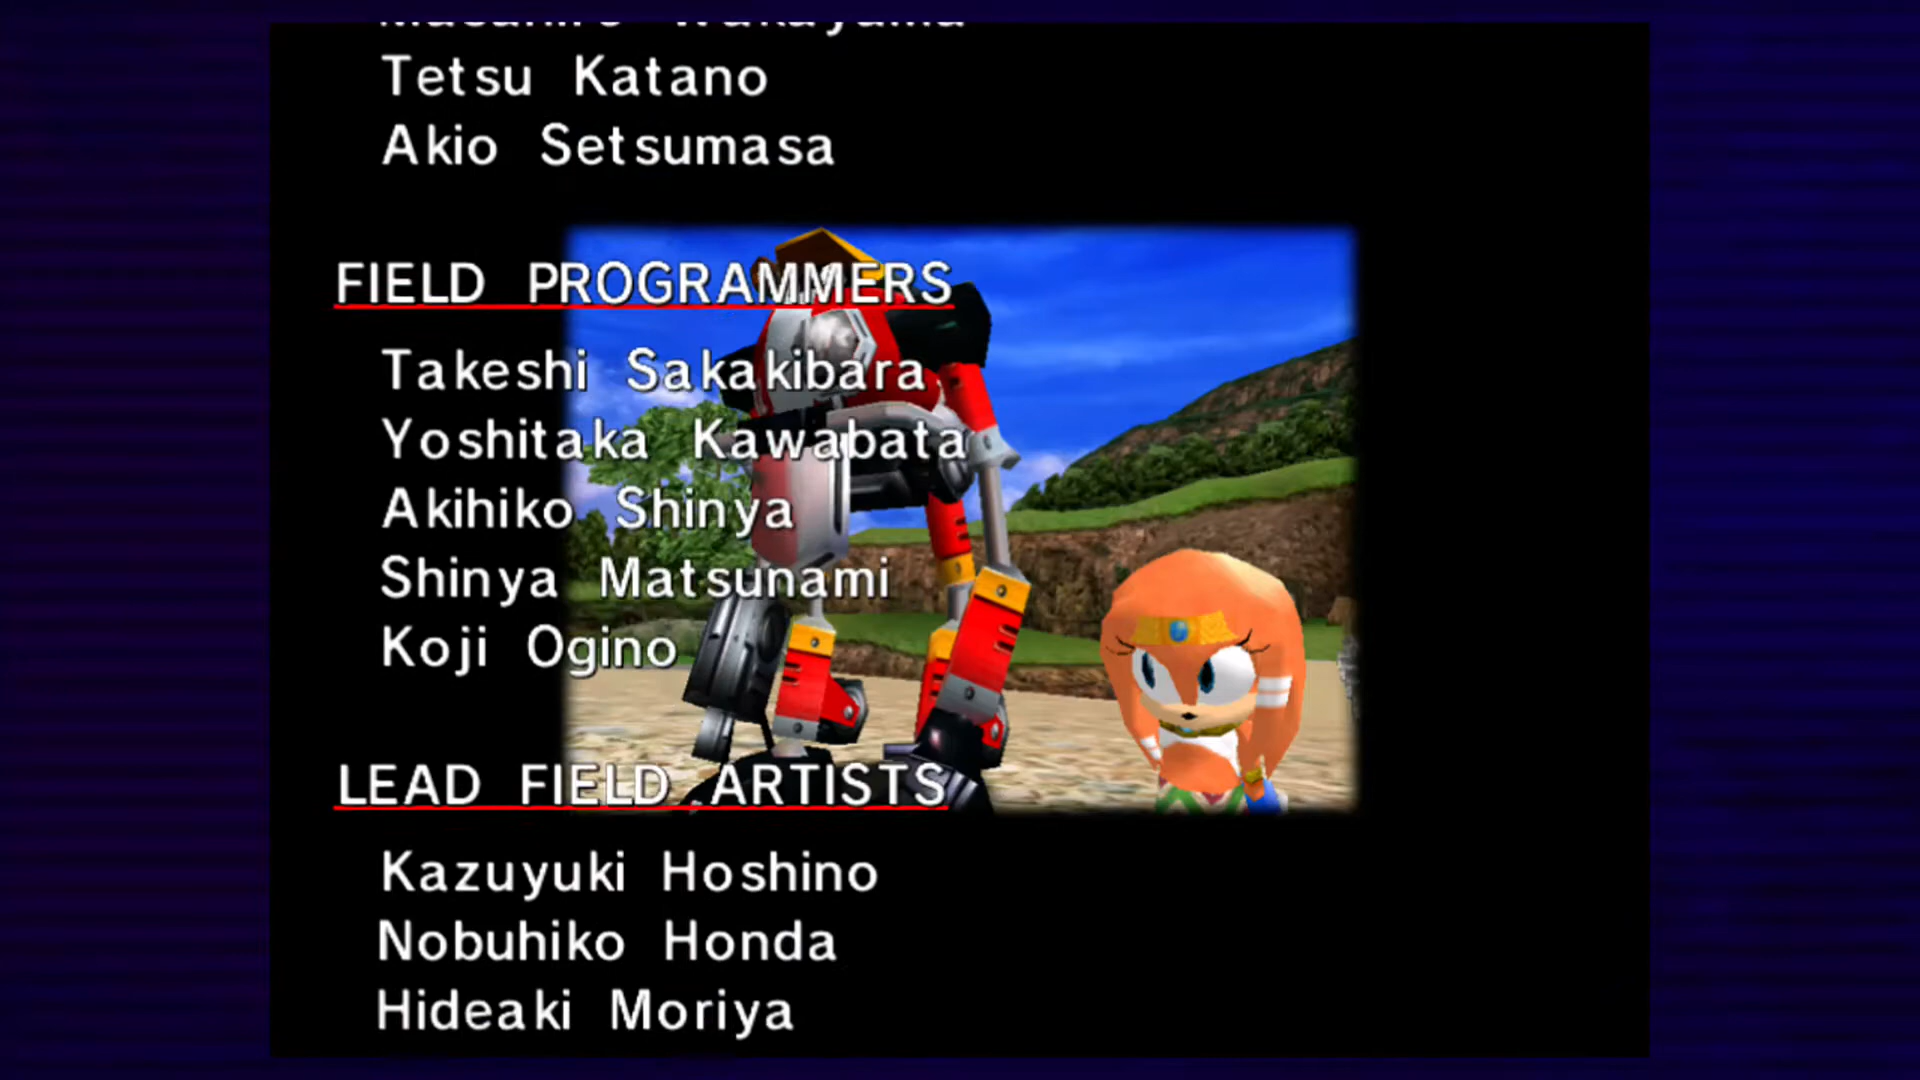 Tetsu Katano
Akio Setsumasa
FIELD PROGRAMMERS
Takeshi Sakakibara
Yoshitaka Kawabata
Akihiko Shinya
Shinya Matsunami
Koji Ogino
LEAD FIELD ARTISTS
Kazuyuki Hoshino
Nobuhiko Honda
Hideaki Moriya